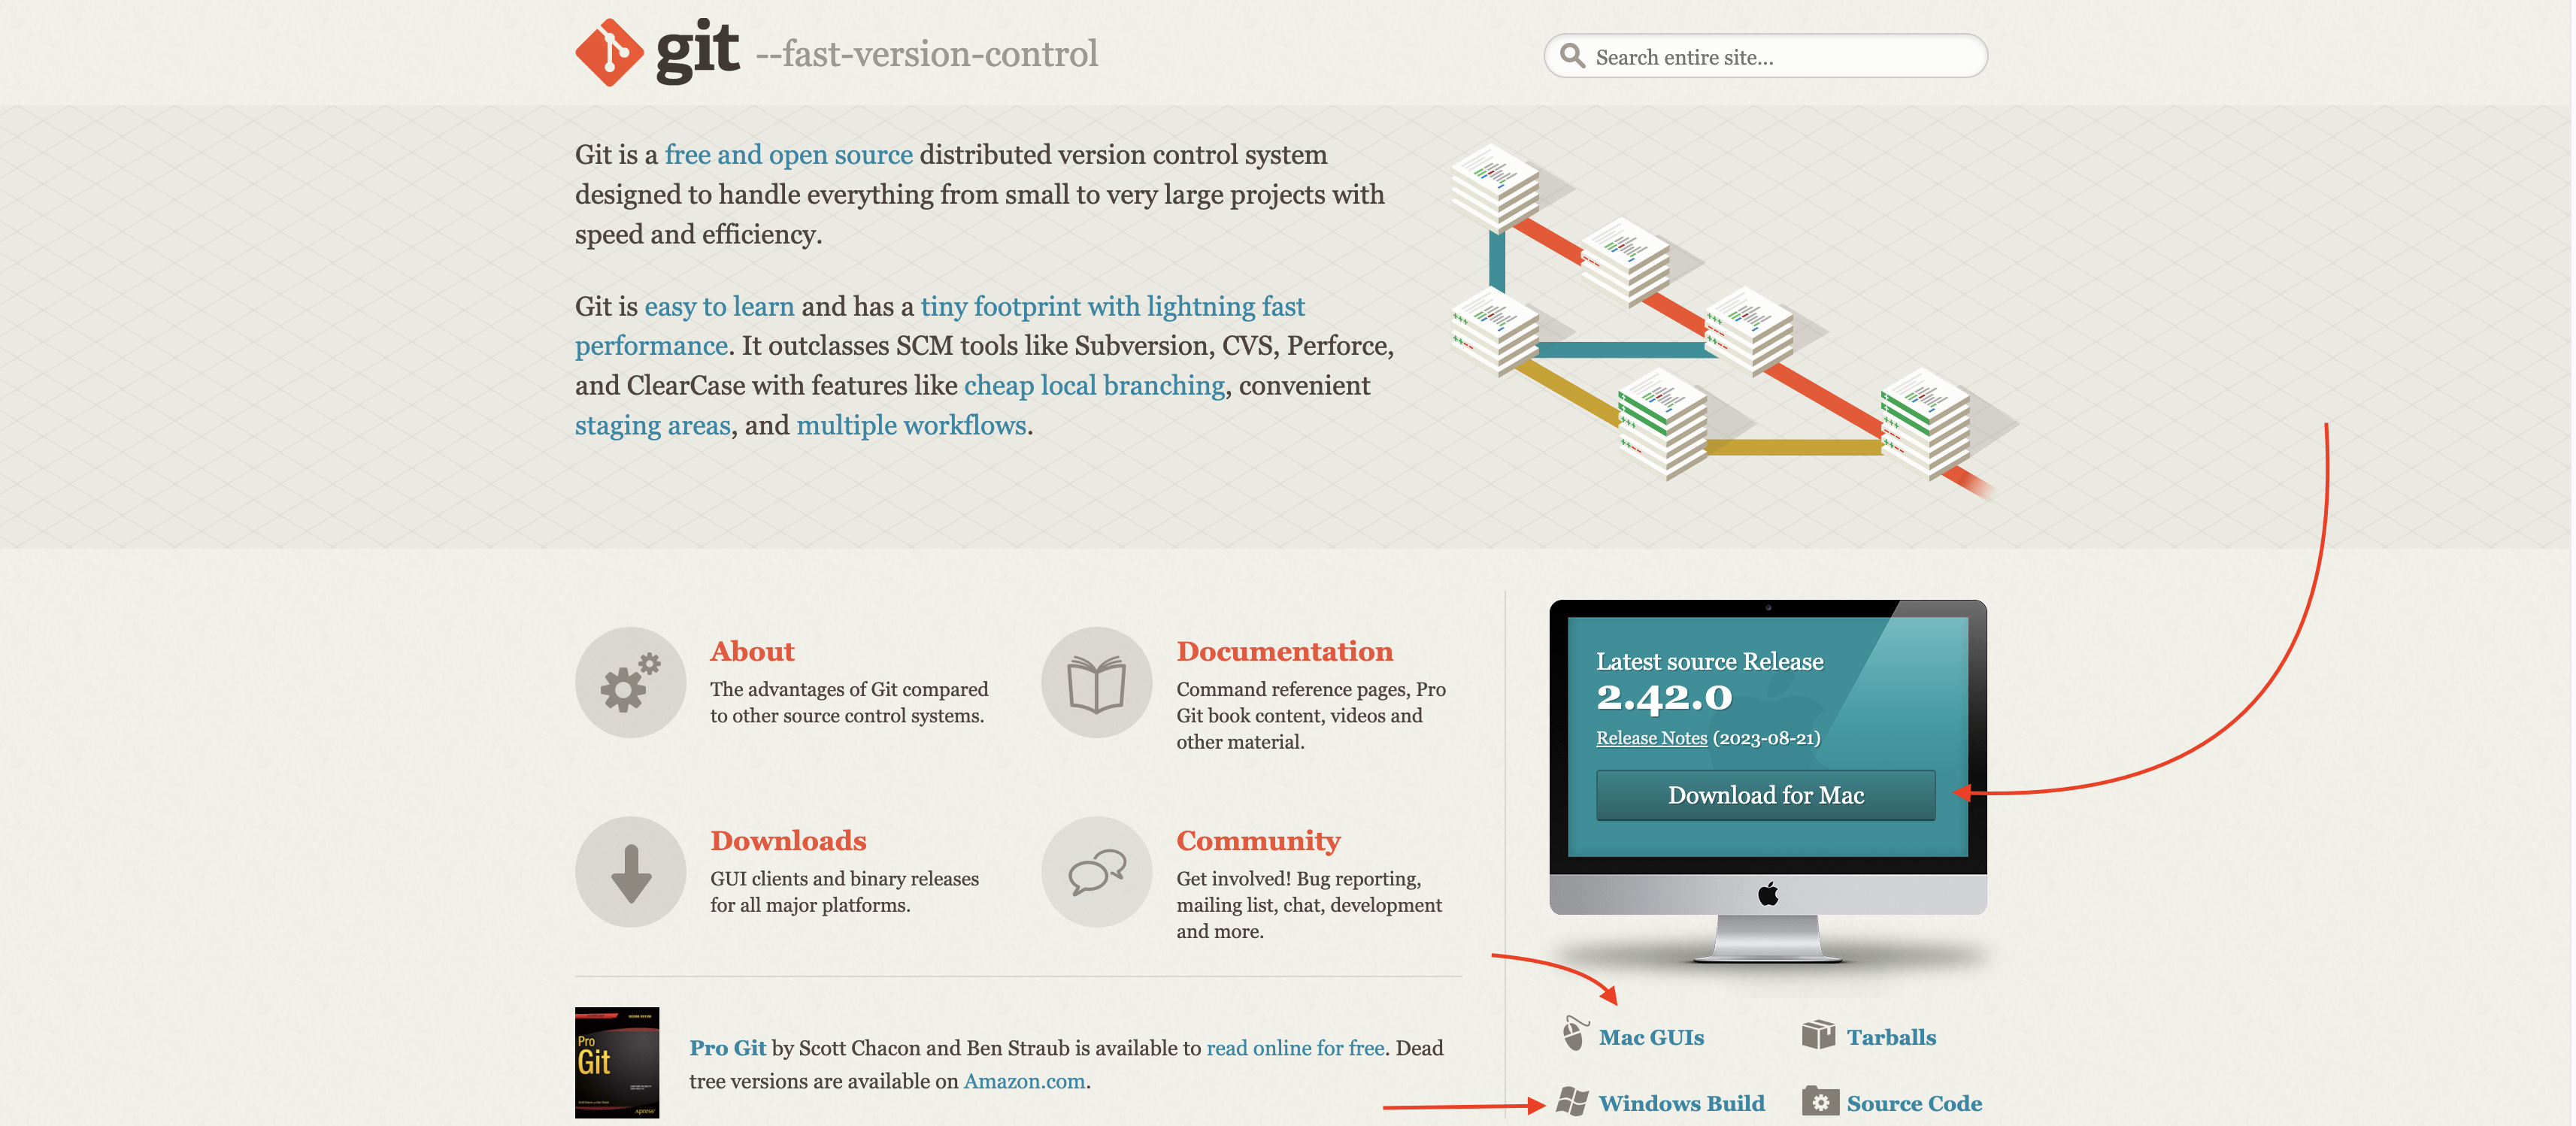 git --fast-version-control
Search entire site...
Git is a free and open source distributed version control system
designed to handle everything from small to very large projects with
speed and efficiency.
Git is easy to learn and has a tiny footprint with lightning fast
performance. It outclasses SCM tools like Subversion, CVS, Perforce,
and ClearCase with features like cheap local branching, convenient
staging areas, and multiple workflows.
About
The advantages of Git compared
to other source control systems.
Documentation
Command reference pages, Pro
Git book content, videos and
other material.
Downloads
GUI clients and binary releases
for all major platforms.
Community
Get involved! Bug reporting,
mailing list, chat, development
and more.
Pro
Git
Apress
Pro Git by Scott Chacon and Ben Straub is available to read online for free. Dead
tree versions are available on Amazon.com.
Latest source Release
2.42.0
Release Notes (2023-08-21)
Download for Mac
Mac GUIs
Tarballs
Windows Build
Source Code